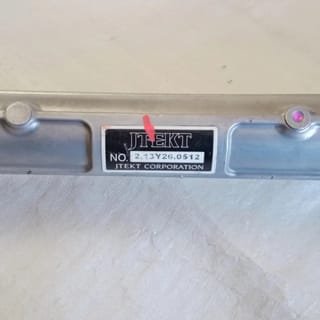 JTEKT
NO. 2.13Y26.0512
JTEKT CORPORATION